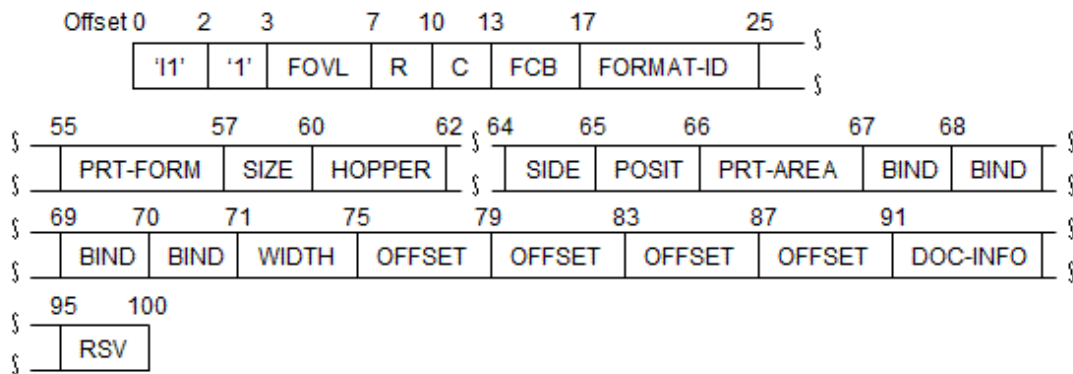 Offset 0 2 3 7 10 13 17 25
'I1' '1' FOVL R C FCB FORMAT-ID
55 57 60 62 64 65 66 67 68
PRT-FORM SIZE HOPPER SIDE POSIT PRT-AREA BIND BIND
69 70 71 75 79 83 87 91
BIND BIND WIDTH OFFSET OFFSET OFFSET OFFSET DOC-INFO
95 100
RSV